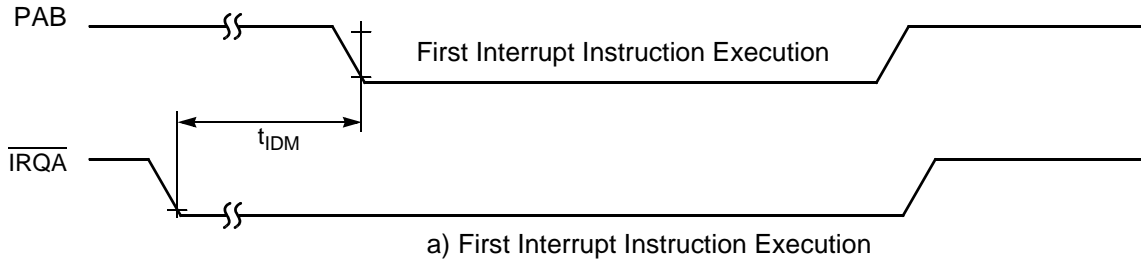 PAB
First Interrupt Instruction Execution
tIDM
IRQA
a) First Interrupt Instruction Execution